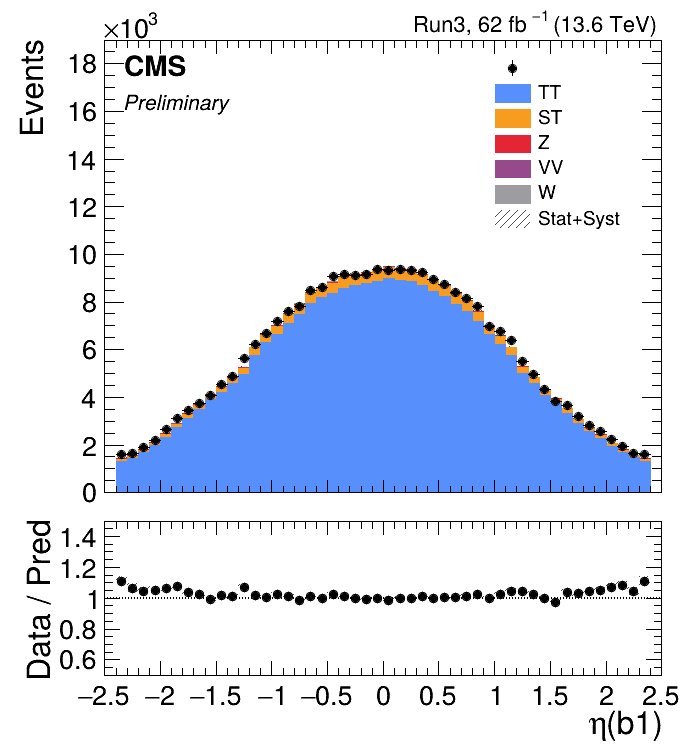 ×10³
Run3, 62 fb⁻¹ (13.6 TeV)
Events
CMS
Preliminary
TT
ST
Z
VV
W
Stat+Syst
18
16
14
12
10
8
6
4
2
0
Data / Pred
1.4
1.2
1
0.8
0.6
−2.5 −2 −1.5 −1 −0.5 0 0.5 1 1.5 2 2.5
η(b1)